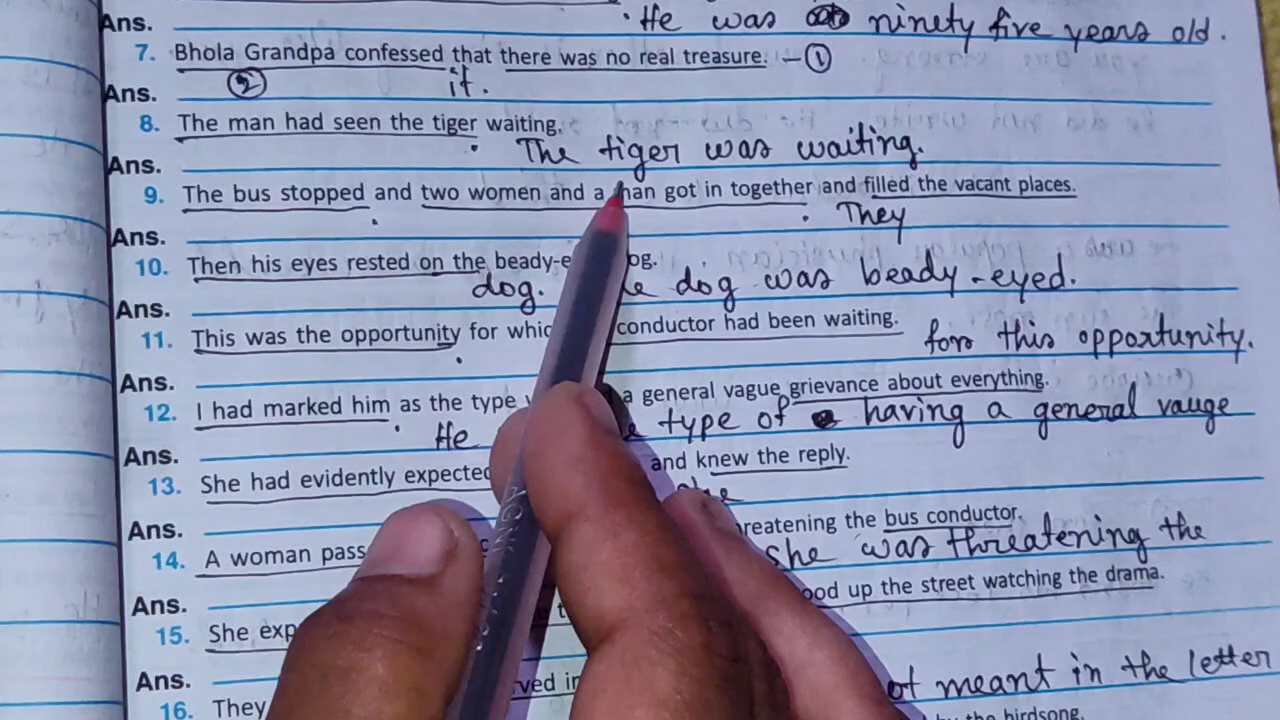 Ans. He was ninety five years old.
7. Bhola Grandpa confessed that there was no real treasure. – ①
② it.
Ans.
8. The man had seen the tiger waiting.
Ans. The tiger was waiting.
9. The bus stopped and two women and a man got in together and filled the vacant places.
Ans. They
10. Then his eyes rested on the beady-e og.
dog. dog was beady-eyed.
Ans.
11. This was the opportunity for conductor had been waiting.
for this opportunity.
Ans.
12. I had marked him as the type a general vague grievance about everything.
He type of having a general vauge
Ans.
13. She had evidently expected and knew the reply.
Ans.
14. A woman pass reatening the bus conductor.
she was threatening the
Ans. ood up the street watching the drama.
15. She exp
Ans. ot meant in the letter
16. They ved in the birdsong.